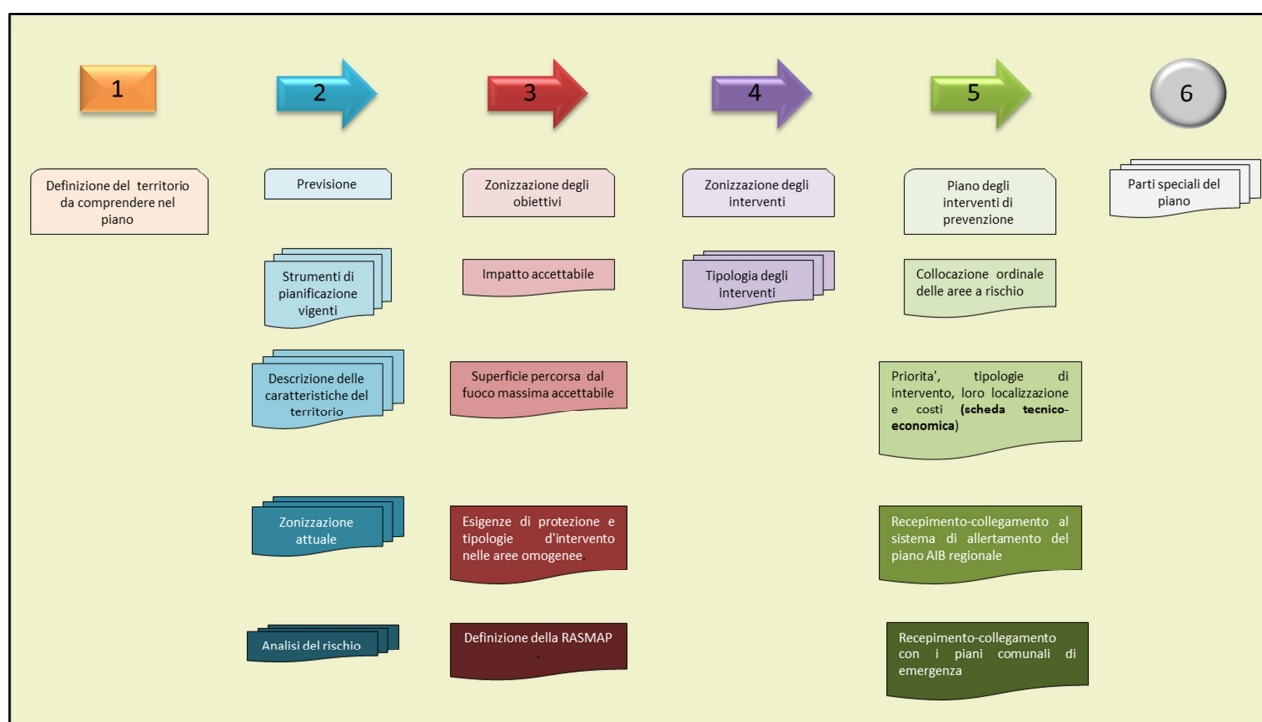 1
2
3
4
5
6
Definizione del territorio
da comprendere nel
piano
Previsione
Strumenti di
pianificazione
vigenti
Descrizione delle
caratteristiche del
territorio
Zonizzazione
attuale
Analisi del rischio
Zonizzazione degli
obiettivi
Impatto accettabile
Superficie percorsa dal
fuoco massima accettabile
Esigenze di protezione e
tipologie d'intervento
nelle aree omogenee.
Definizione della RASMAP
.
Zonizzazione degli
interventi
Tipologia degli
interventi
Piano degli
interventi di
prevenzione
Collocazione ordinale
delle aree a rischio
Priorita', tipologie di
intervento, loro localizzazione
e costi (scheda tecnico-
economica)
Recepimento-collegamento al
sistema di allertamento del
piano AIB regionale
Recepimento-collegamento
con i piani comunali di
emergenza
Parti speciali del
piano